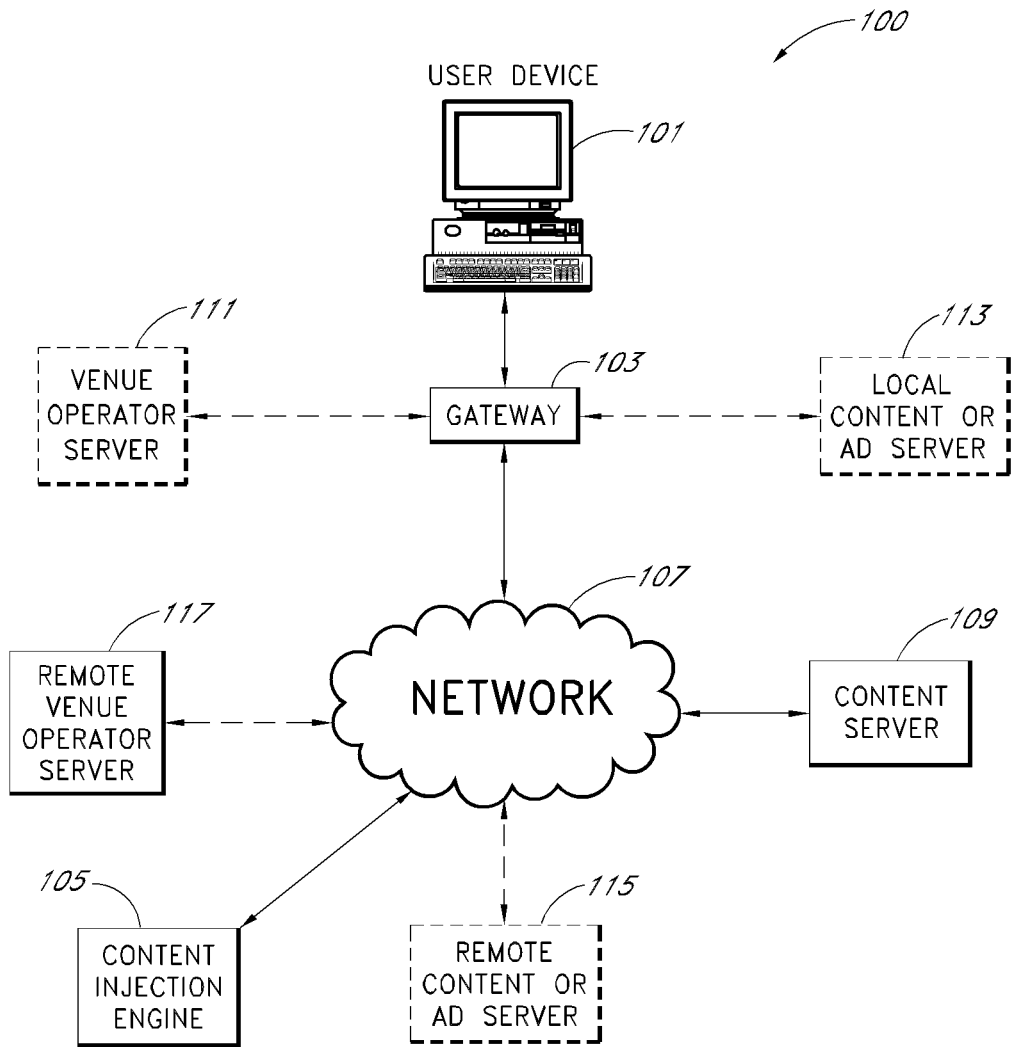 100
USER DEVICE
101
111
VENUE
OPERATOR
SERVER
103
GATEWAY
113
LOCAL
CONTENT OR
AD SERVER
107
NETWORK
117
REMOTE
VENUE
OPERATOR
SERVER
109
CONTENT
SERVER
105
CONTENT
INJECTION
ENGINE
115
REMOTE
CONTENT OR
AD SERVER